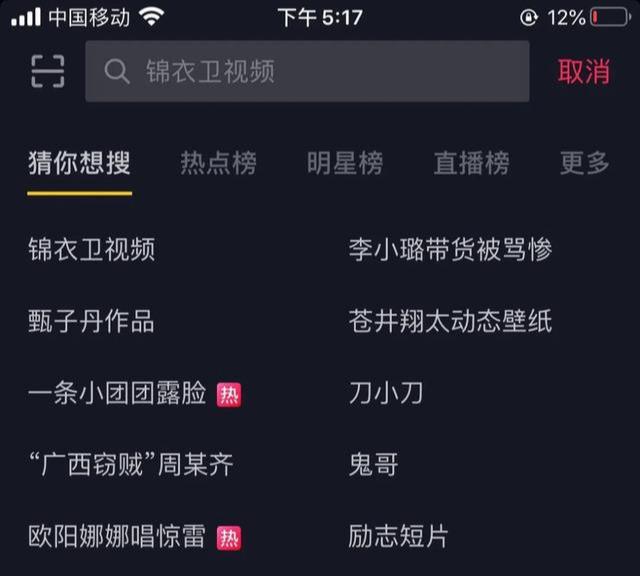 中国移动 下午5:17 12%
锦衣卫视频 取消
猜你想搜 热点榜 明星榜 直播榜 更多
锦衣卫视频 李小璐带货被骂惨
甄子丹作品 苍井翔太动态壁纸
一条小团团露脸 热 刀小刀
“广西窃贼”周某齐 鬼哥
欧阳娜娜唱惊雷 热 励志短片